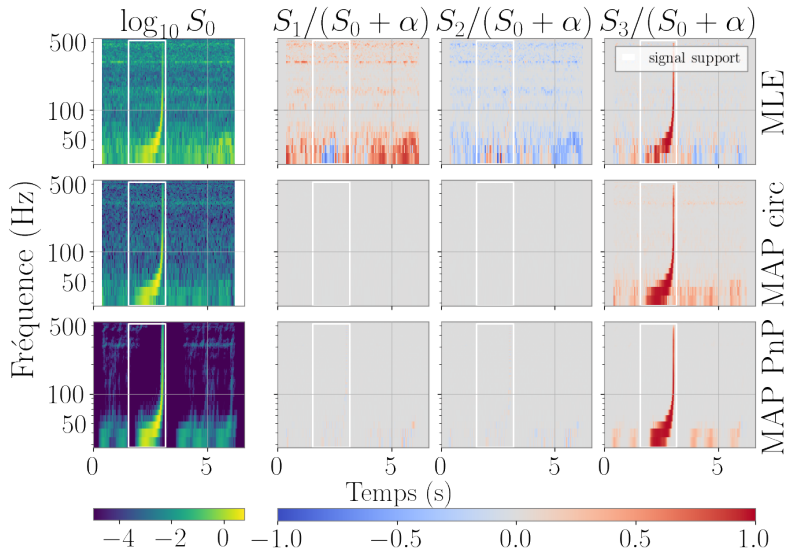 log₁₀ S₀ S₁/(S₀ + α) S₂/(S₀ + α) S₃/(S₀ + α)
500
100
50
signal support
MLE
500
100
50
MAP circ
Fréquence (Hz)
500
100
50
MAP PnP
0 5 0 5 0 5 0 5
Temps (s)
−4 −2 0 −1.0 −0.5 0.0 0.5 1.0